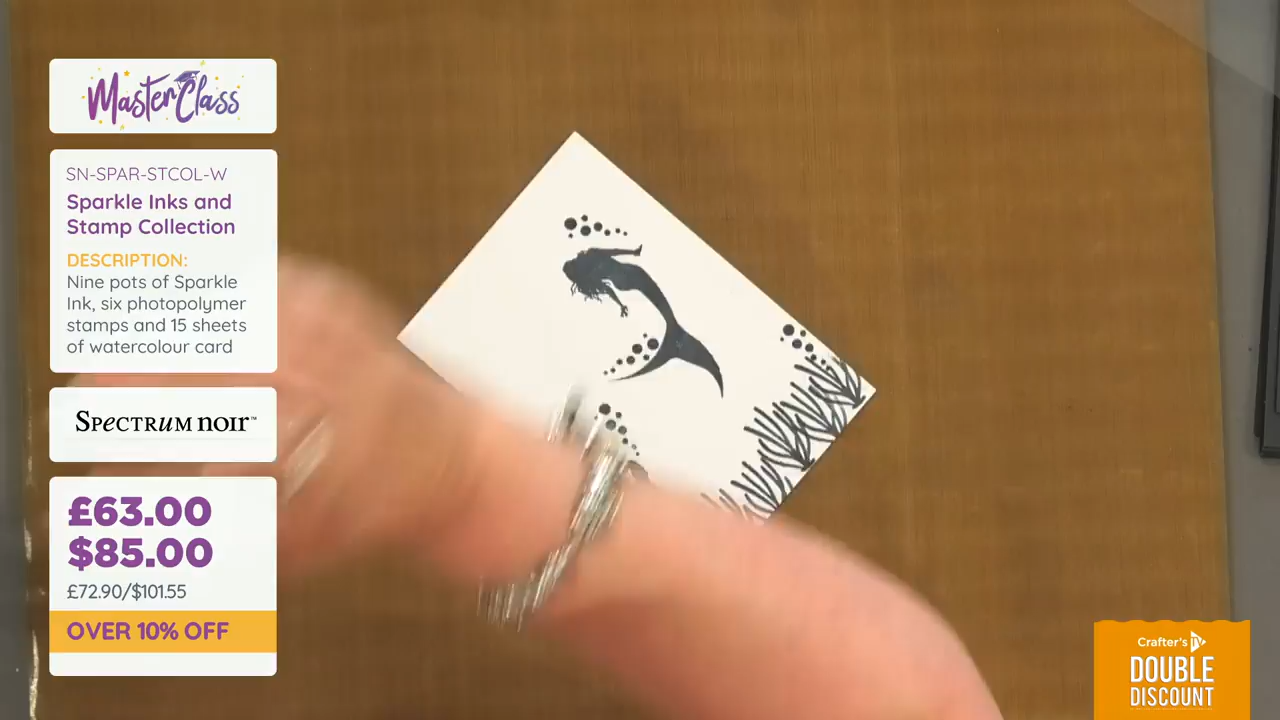 MasterClass
SN-SPAR-STCOL-W
Sparkle Inks and
Stamp Collection
DESCRIPTION:
Nine pots of Sparkle
Ink, six photopolymer
stamps and 15 sheets
of watercolour card
SPECTRUM NOIR™
£63.00
$85.00
£72.90/$101.55
OVER 10% OFF
Crafter's TV
DOUBLE
DISCOUNT